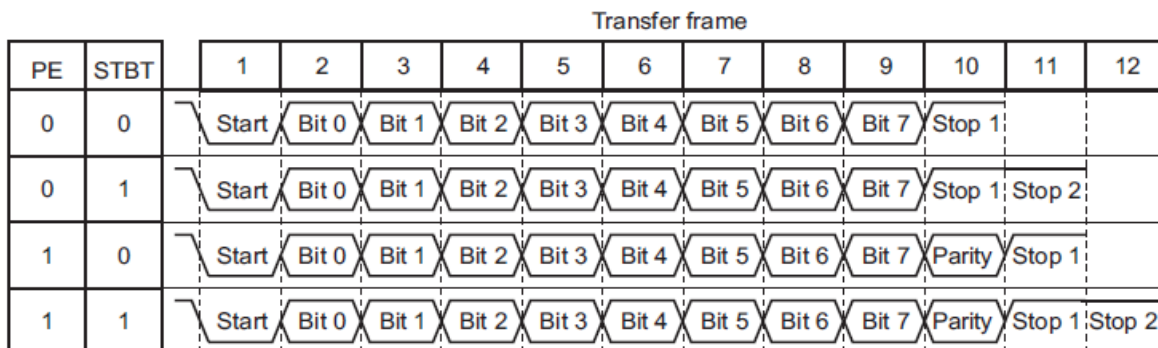 Transfer frame
PE STBT 1 2 3 4 5 6 7 8 9 10 11 12
0 0 Start Bit 0 Bit 1 Bit 2 Bit 3 Bit 4 Bit 5 Bit 6 Bit 7 Stop 1
0 1 Start Bit 0 Bit 1 Bit 2 Bit 3 Bit 4 Bit 5 Bit 6 Bit 7 Stop 1 Stop 2
1 0 Start Bit 0 Bit 1 Bit 2 Bit 3 Bit 4 Bit 5 Bit 6 Bit 7 Parity Stop 1
1 1 Start Bit 0 Bit 1 Bit 2 Bit 3 Bit 4 Bit 5 Bit 6 Bit 7 Parity Stop 1 Stop 2